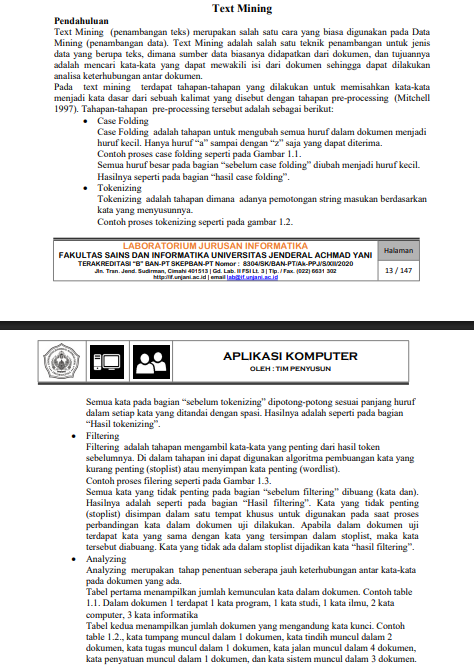 Text Mining
Pendahuluan
Text Mining (penambangan teks) merupakan salah satu cara yang biasa digunakan pada Data
Mining (penambangan data). Text Mining adalah salah satu teknik penambangan untuk jenis
data yang berupa teks, dimana sumber data biasanya didapatkan dari dokumen, dan tujuannya
adalah mencari kata-kata yang dapat mewakili isi dari dokumen sehingga dapat dilakukan
analisa keterhubungan antar dokumen.
Pada text mining terdapat tahapan-tahapan yang dilakukan untuk memisahkan kata-kata
menjadi kata dasar dari sebuah kalimat yang disebut dengan tahapan pre-processing (Mitchell
1997). Tahapan-tahapan pre-processing tersebut adalah sebagai berikut:
• Case Folding
Case Folding adalah tahapan untuk mengubah semua huruf dalam dokumen menjadi
huruf kecil. Hanya huruf “a” sampai dengan “z” saja yang dapat diterima.
Contoh proses case folding seperti pada Gambar 1.1.
Semua huruf besar pada bagian “sebelum case folding” diubah menjadi huruf kecil.
Hasilnya seperti pada bagian “hasil case folding”.
• Tokenizing
Tokenizing adalah tahapan dimana adanya pemotongan string masukan berdasarkan
kata yang menyusunnya.
Contoh proses tokenizing seperti pada gambar 1.2.
LABORATORIUM JURUSAN INFORMATIKA
FAKULTAS SAINS DAN INFORMATIKA UNIVERSITAS JENDERAL ACHMAD YANI
TERAKREDITASI “B” BAN-PT SKEPBAN-PT Nomor : 8304/SK/BAN-PT/Ak-PPJ/S/XII/2020
Jln. Tran. Jend. Sudirman, Cimahi 401513 | Gd. Lab. II FSI Lt. 3 | Tlp. / Fax. (022) 6631 302
http://if.unjani.ac.id | email lab@if.unjani.ac.id
Halaman
13 / 147
APLIKASI KOMPUTER
OLEH : TIM PENYUSUN
Semua kata pada bagian “sebelum tokenizing” dipotong-potong sesuai panjang huruf
dalam setiap kata yang ditandai dengan spasi. Hasilnya adalah seperti pada bagian
“Hasil tokenizing”.
• Filtering
Filtering adalah tahapan mengambil kata-kata yang penting dari hasil token
sebelumnya. Di dalam tahapan ini dapat digunakan algoritma pembuangan kata yang
kurang penting (stoplist) atau menyimpan kata penting (wordlist).
Contoh proses filering seperti pada Gambar 1.3.
Semua kata yang tidak penting pada bagian “sebelum filtering” dibuang (kata dan).
Hasilnya adalah seperti pada bagian “Hasil filtering”. Kata yang tidak penting
(stoplist) disimpan dalam satu tempat khusus untuk digunakan pada saat proses
perbandingan kata dalam dokumen uji dilakukan. Apabila dalam dokumen uji
terdapat kata yang sama dengan kata yang tersimpan dalam stoplist, maka kata
tersebut diabuang. Kata yang tidak ada dalam stoplist dijadikan kata “hasil filtering”.
• Analyzing
Analyzing merupakan tahap penentuan seberapa jauh keterhubungan antar kata-kata
pada dokumen yang ada.
Tabel pertama menampilkan jumlah kemunculan kata dalam dokumen. Contoh table
1.1. Dalam dokumen 1 terdapat 1 kata program, 1 kata studi, 1 kata ilmu, 2 kata
computer, 3 kata informatika
Tabel kedua menampilkan jumlah dokumen yang mengandung kata kunci. Contoh
table 1.2., kata tumpang muncul dalam 1 dokumen, kata tindih muncul dalam 2
dokumen, kata tugas muncul dalam 1 dokumen, kata jalan muncul dalam 4 dokumen,
kata penyatuan muncul dalam 1 dokumen, dan kata sistem muncul dalam 3 dokumen.